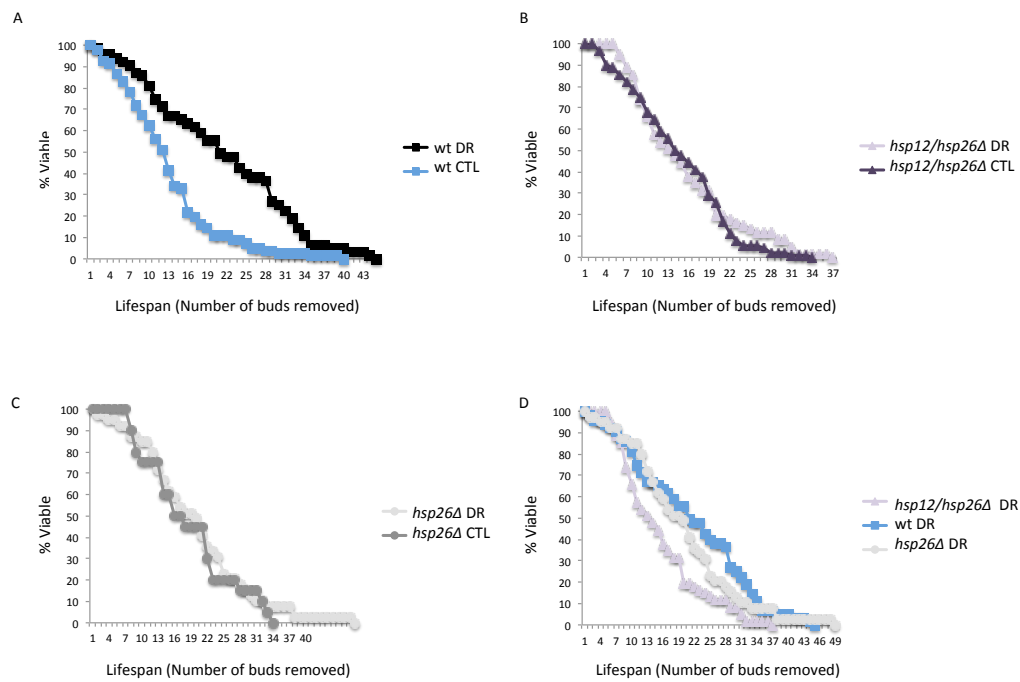 A
100
90
80
70
60
50
40
30
20
10
0
% Viable
wt DR
wt CTL
1 4 7 10 13 16 19 22 25 28 31 34 37 40 43
Lifespan (Number of buds removed)
B
100
90
80
70
60
50
40
30
20
10
0
% Viable
hsp12/hsp26Δ DR
hsp12/hsp26Δ CTL
1 4 7 10 13 16 19 22 25 28 31 34 37
Lifespan (Number of buds removed)
C
100
90
80
70
60
50
40
30
20
10
0
% Viable
hsp26Δ DR
hsp26Δ CTL
1 4 7 10 13 16 19 22 25 28 31 34 37 40
Lifespan (Number of buds removed)
D
100
90
80
70
60
50
40
30
20
10
0
% Viable
hsp12/hsp26Δ DR
wt DR
hsp26Δ DR
1 4 7 10 13 16 19 22 25 28 31 34 37 40 43 46 49
Lifespan (Number of buds removed)